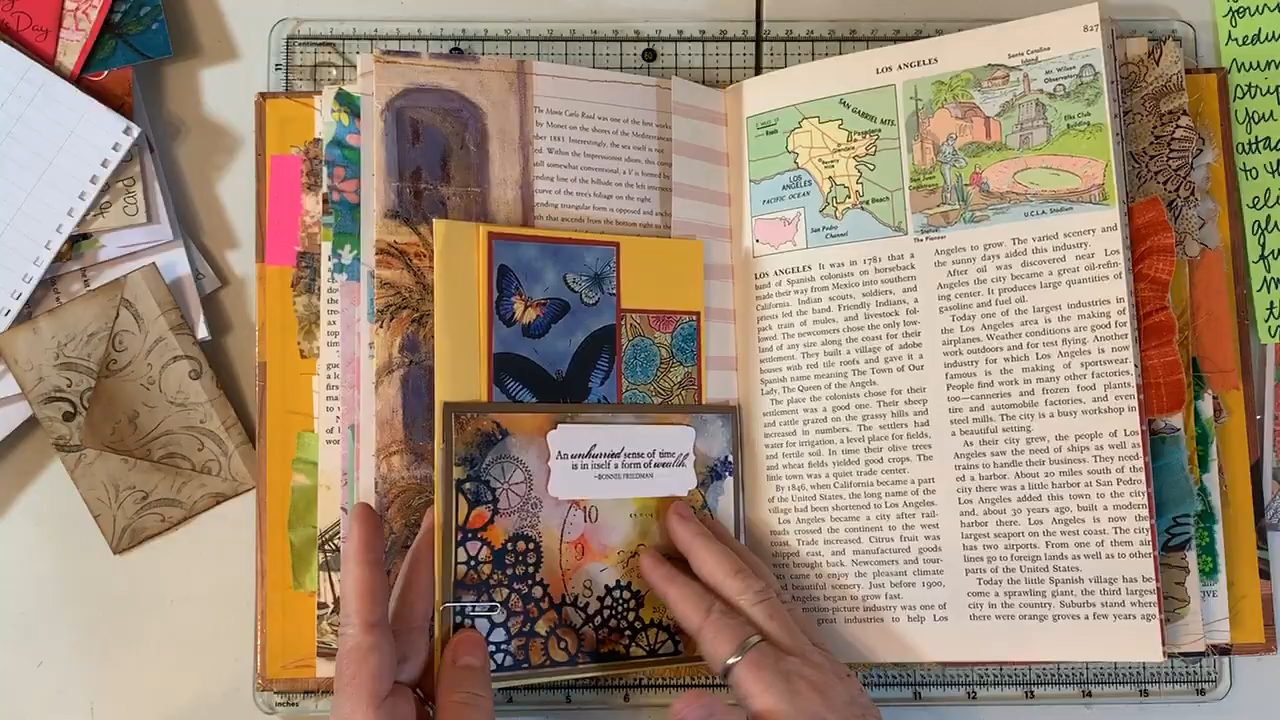 s Day
Centimeters
card
The Monte Carlo Road was one of the first works
by Monet on the shores of the Mediterranean
1883. Interestingly, the sea itself is not
Within the Impressionist idiom, this
still somewhat conventional, a V is formed by
line of the hillside on the left
curve of the tree's foliage on the right.
triangular form is opposed and
that ascends from the bottom right to the
An unhurried sense of time
is in itself a form of wealth.
~BONNIE FRIEDMAN
10
9
8
827
LOS ANGELES
SAN GABRIEL MTS.
Roads
Pasadena
LOS
ANGELES
PACIFIC OCEAN
Long Beach
San Pedro
Channel
Santa Catalina
Island
Mt. Wilson
Observatory
Elks Club
Building
San Juan
Capistrano
U.C.L.A. Stadium
Statue:
The Pioneer
LOS ANGELES It was in 1781 that a
band of Spanish colonists on horseback
made their way from Mexico into southern
California. Indian scouts, soldiers, and
priests led the band. Friendly Indians, a
pack train of mules, and livestock fol-
lowed. The newcomers chose the only low-
land of any size along the coast for their
settlement. They built a village of adobe
houses with red tile roofs and gave it a
Spanish name meaning The Town of Our
Lady, The Queen of the Angels.
The place the colonists chose for their
settlement was a good one. Their sheep
and cattle grazed on the grassy hills and
increased in numbers. The settlers had
water for irrigation, a level place for fields,
and fertile soil. In time their olive trees
and wheat fields yielded good crops. The
little town was a quiet trade center.
By 1846, when California became a part
of the United States, the long name of the
village had been shortened to Los Angeles.
Los Angeles became a city after rail-
roads crossed the continent to the west
coast. Trade increased. Citrus fruit was
shipped east, and manufactured goods
were brought back. Newcomers and tour-
ists came to enjoy the pleasant climate
beautiful scenery. Just before 1900,
Angeles began to grow fast.
motion-picture industry was one of
great industries to help Los
Angeles to grow. The varied scenery and
the sunny days aided this industry.
After oil was discovered near Los
Angeles the city became a great oil-refin-
ing center. It produces large quantities of
gasoline and fuel oil.
Today one of the largest industries in
the Los Angeles area is the making of
airplanes. Weather conditions are good for
work outdoors and for test flying. Another
industry for which Los Angeles is now
famous is the making of sportswear.
People find work in many other factories,
too—canneries and frozen food plants,
tire and automobile factories, and even
steel mills. The city is a busy workshop in
a beautiful setting.
As their city grew, the people of Los
Angeles saw the need of ships as well as
trains to handle their business. They need-
ed a harbor. About 20 miles south of the
city there was a little harbor at San Pedro.
Los Angeles added this town to the city
and, about 30 years ago, built a modern
harbor there. Los Angeles is now the
largest seaport on the west coast. The city
has two airports. From one of them air
lines go to foreign lands as well as to other
parts of the United States.
Today the little Spanish village has be-
come a sprawling giant, the third largest
city in the country. Suburbs stand where
there were orange groves a few years ago.
Inches
6
11
12
13
14
15
16